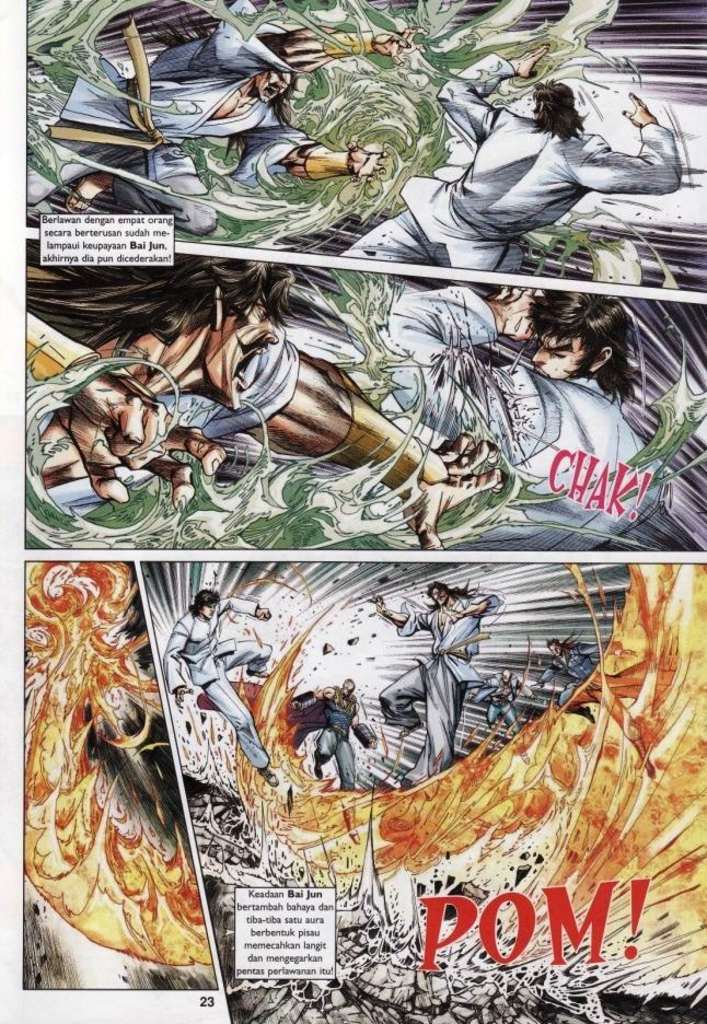 Berlawan dengan empat orang
secara berterusan sudah me-
lampaui keupayaan Bai Jun,
akhirnya dia pun dicederakan!
CHAK!
Keadaan Bai Jun
bertambah bahaya dan
tiba-tiba satu aura
berbentuk pisau
memecahkan langit
dan mengegarkan
pentas perlawanan itu!
POM!
23